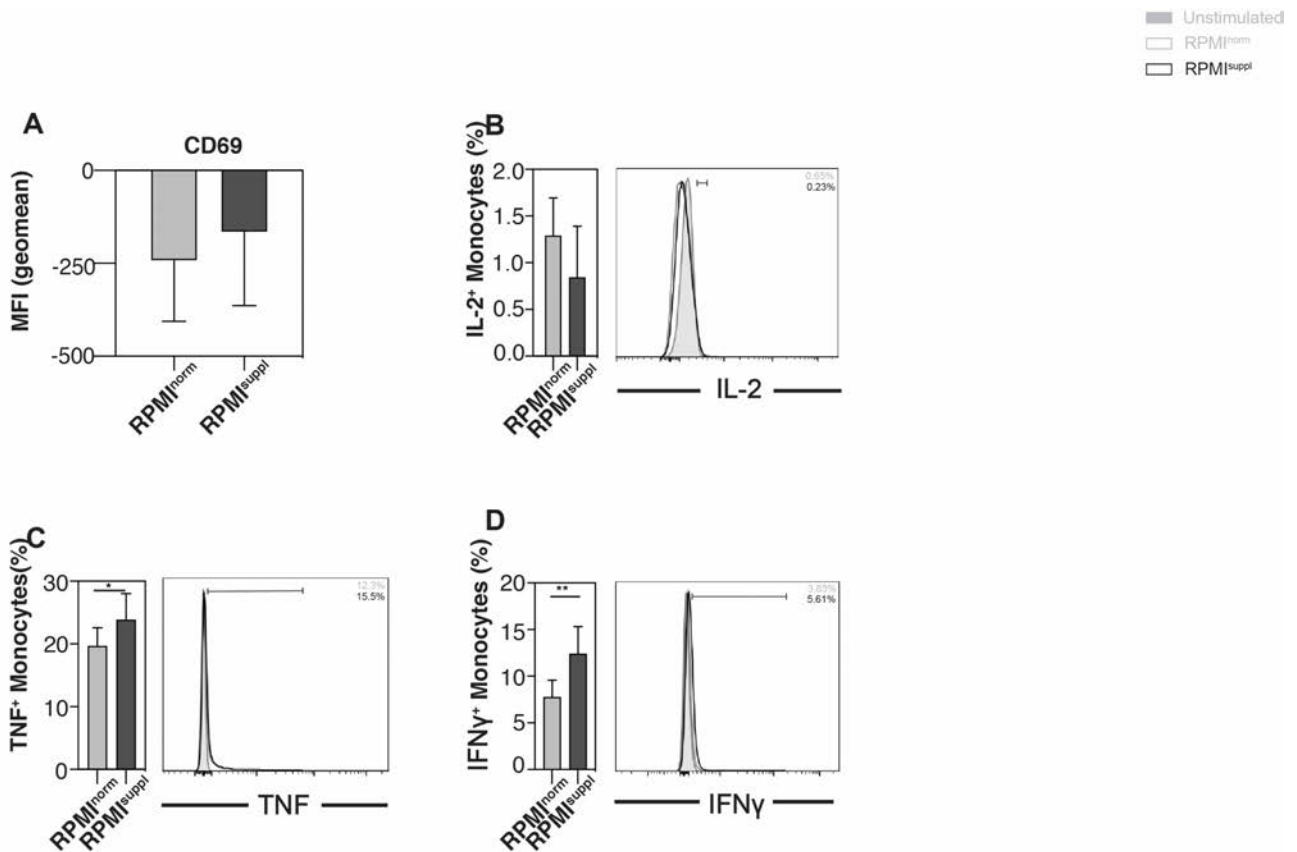 Unstimulated
RPMI^norm
RPMI^suppl
A
CD69
MFI (geomean)
0
-250
-500
RPMI^norm
RPMI^suppl
B
IL-2⁺ Monocytes (%)
2.0
1.5
1.0
0.5
0.0
RPMI^norm
RPMI^suppl
0.65%
0.23%
IL-2
C
TNF⁺ Monocytes(%)
30
20
10
0
*
RPMI^norm
RPMI^suppl
12.3%
15.5%
TNF
D
IFNγ⁺ Monocytes (%)
20
15
10
5
0
**
RPMI^norm
RPMI^suppl
3.83%
5.61%
IFNγ